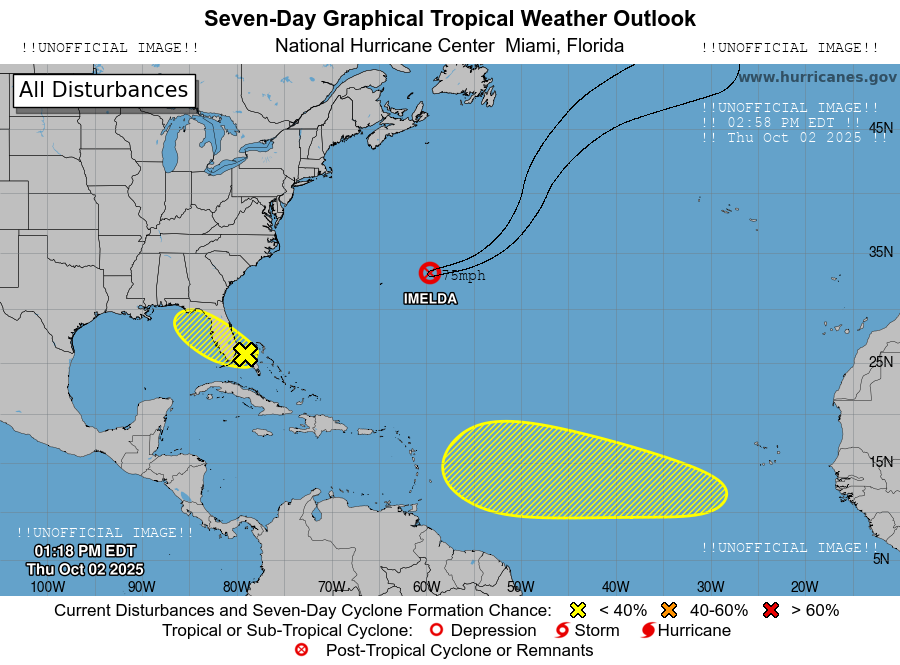 Seven-Day Graphical Tropical Weather Outlook
!!UNOFFICIAL IMAGE!!
National Hurricane Center  Miami, Florida
!!UNOFFICIAL IMAGE!!
www.hurricanes.gov
All Disturbances
!!UNOFFICIAL IMAGE!!
!! 02:58 PM EDT !!
!! Thu Oct 02 2025 !!
45N
35N
75mph
IMELDA
25N
15N
!!UNOFFICIAL IMAGE!!
01:18 PM EDT
Thu Oct 02 2025
!!UNOFFICIAL IMAGE!!
5N
100W 90W 80W 70W 60W 50W 40W 30W 20W
Current Disturbances and Seven-Day Cyclone Formation Chance: < 40% 40-60% > 60%
Tropical or Sub-Tropical Cyclone: Depression Storm Hurricane
Post-Tropical Cyclone or Remnants